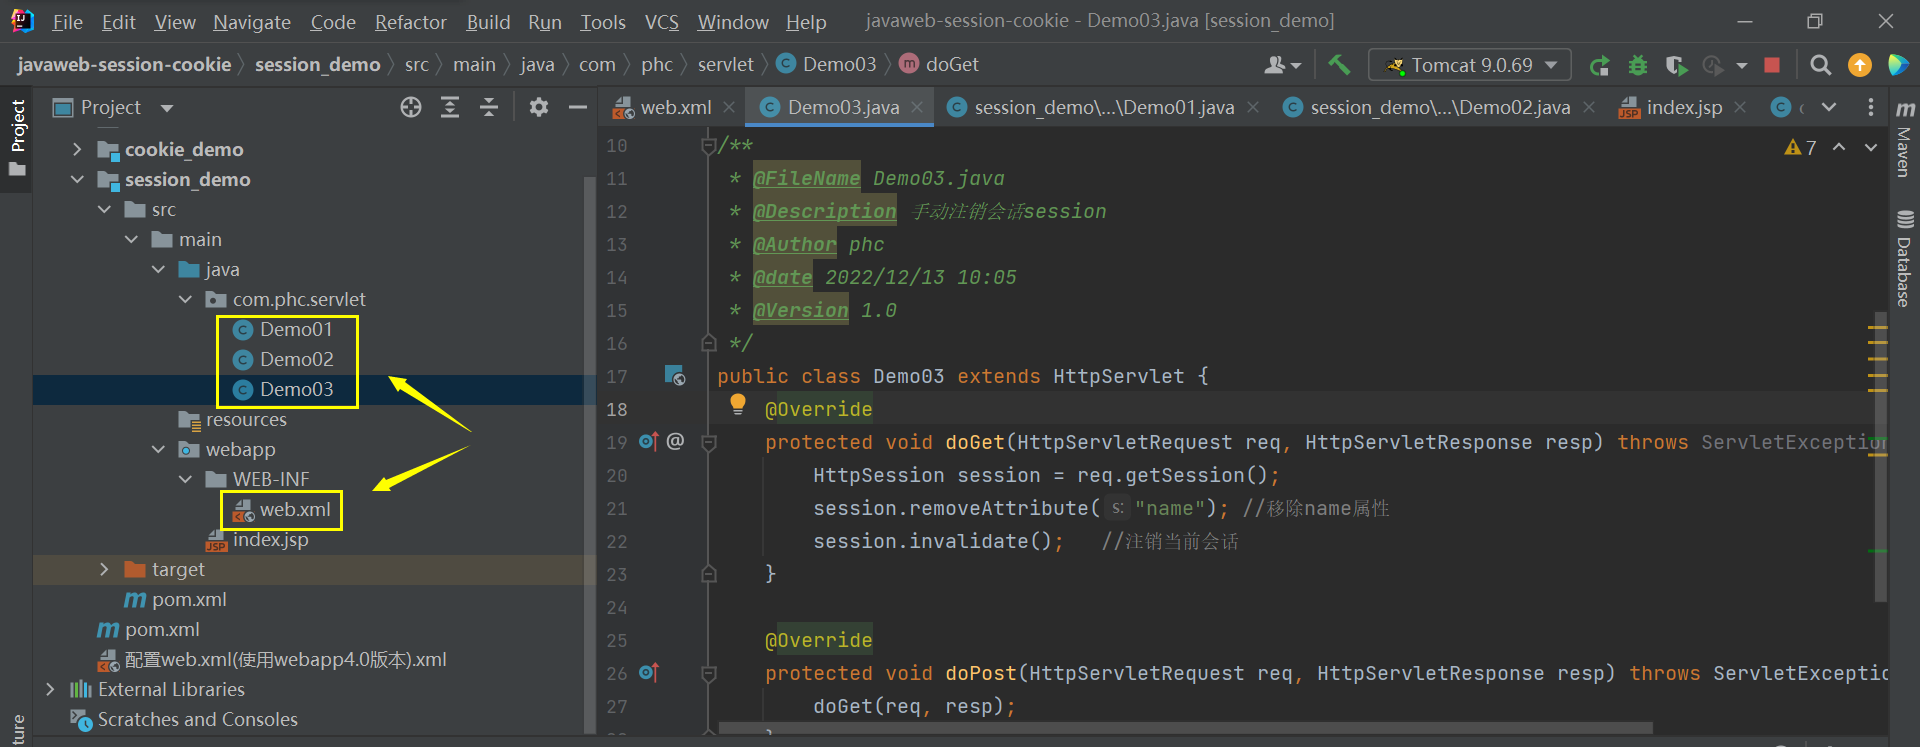 File Edit View Navigate Code Refactor Build Run Tools VCS Window Help javaweb-session-cookie - Demo03.java [session_demo]
javaweb-session-cookie session_demo src main java com phc servlet Demo03 doGet Tomcat 9.0.69
Project
web.xml Demo03.java session_demo\...\Demo01.java session_demo\...\Demo02.java index.jsp
Project
cookie_demo
session_demo
src
main
java
com.phc.servlet
Demo01
Demo02
Demo03
resources
webapp
WEB-INF
web.xml
index.jsp
target
pom.xml
pom.xml
配置web.xml(使用webapp4.0版本).xml
External Libraries
Scratches and Consoles
10 /**
11 * @FileName Demo03.java
12 * @Description 手动注销会话session
13 * @Author phc
14 * @date 2022/12/13 10:05
15 * @Version 1.0
16 */
17 public class Demo03 extends HttpServlet {
18 @Override
19 protected void doGet(HttpServletRequest req, HttpServletResponse resp) throws ServletException
20 HttpSession session = req.getSession();
21 session.removeAttribute( s: "name"); //移除name属性
22 session.invalidate(); //注销当前会话
23 }
24
25 @Override
26 protected void doPost(HttpServletRequest req, HttpServletResponse resp) throws ServletExceptio
27 doGet(req, resp);
7
Maven
Database